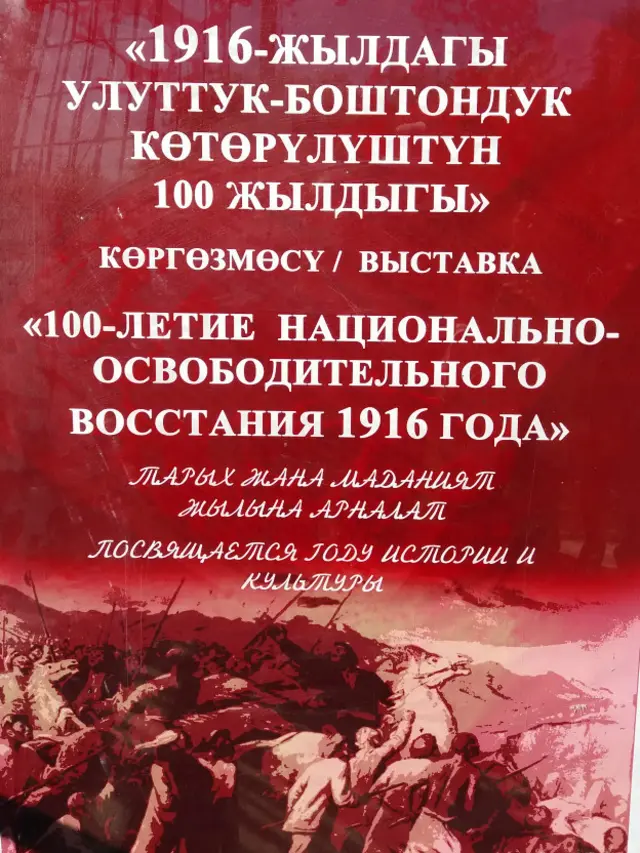 «1916-ЖЫЛДАГЫ
УЛУТТУК-БОШТОНДУК
КӨТӨРҮЛҮШТҮН
100 ЖЫЛДЫГЫ»
КӨРГӨЗМӨСҮ / ВЫСТАВКА
«100-ЛЕТИЕ НАЦИОНАЛЬНО-
ОСВОБОДИТЕЛЬНОГО
ВОССТАНИЯ 1916 ГОДА»
ТАРЫХ ЖАНА МАДАНИЯТ
ЖЫЛЫНА АРНАЛАТ
ПОСВЯЩАЕТСЯ ГОДУ ИСТОРИИ И
КУЛЬТУРЫ